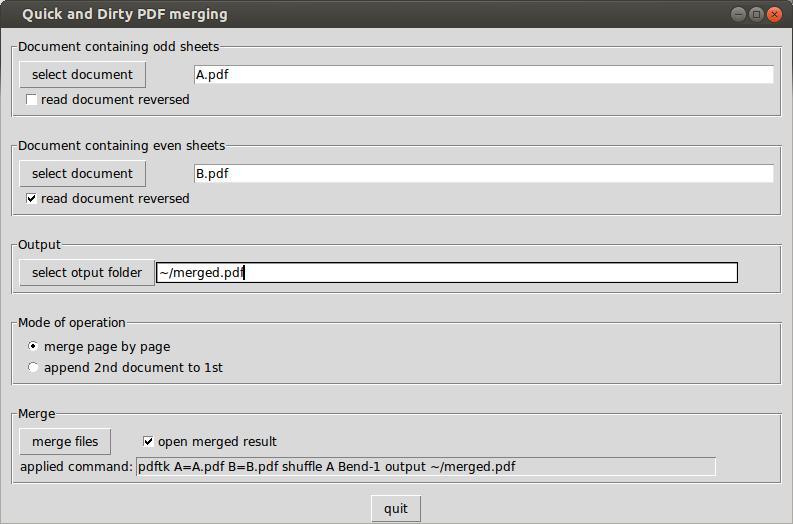 Quick and Dirty PDF merging
Document containing odd sheets
select document A.pdf
read document reversed
Document containing even sheets
select document B.pdf
read document reversed
Output
select otput folder ~/merged.pdf
Mode of operation
merge page by page
append 2nd document to 1st
Merge
merge files open merged result
applied command: pdftk A=A.pdf B=B.pdf shuffle A Bend-1 output ~/merged.pdf
quit